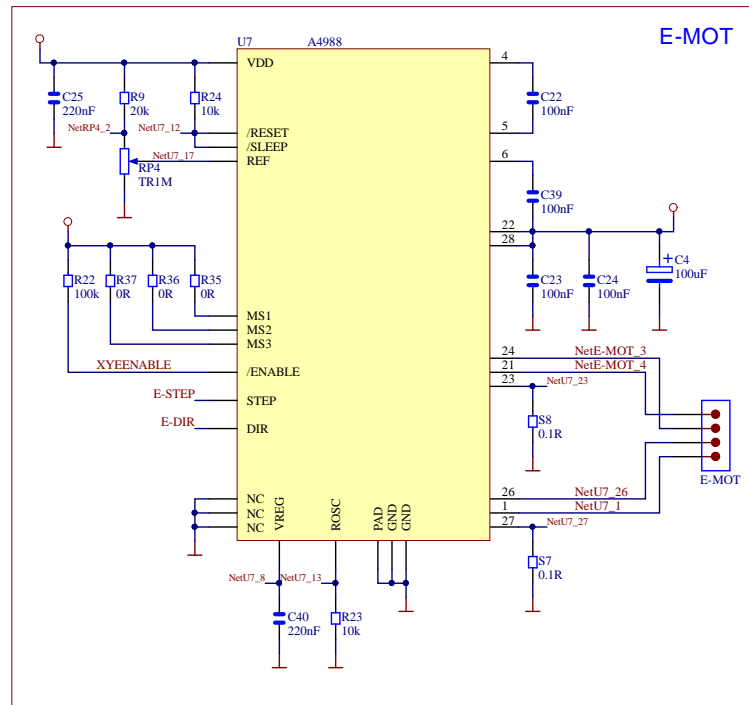 E-MOT
U7
A4988
VDD
4
C25
220nF
R9
20k
R24
10k
C22
100nF
NetRP4_2
NetU7_12
/RESET
5
/SLEEP
NetU7_17
REF
6
RP4
TR1M
C39
100nF
22
28
R22
100k
R37
0R
R36
0R
R35
0R
C23
100nF
C24
100nF
+
C4
100uF
MS1
MS2
MS3
24
NetE-MOT_3
XYEENABLE
/ENABLE
21
NetE-MOT_4
23
NetU7_23
E-STEP
STEP
E-DIR
DIR
S8
0.1R
E-MOT
NC
26
NetU7_26
NC
1
NetU7_1
NC
27
NetU7_27
VREG
ROSC
PAD
GND
GND
S7
0.1R
NetU7_8
NetU7_13
C40
220nF
R23
10k